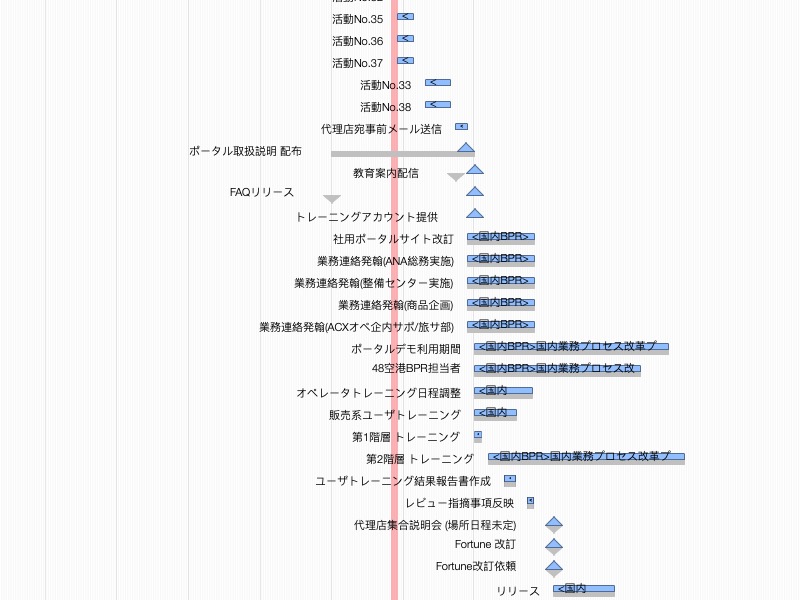 活動No.35 <
活動No.36 <
活動No.37 <
活動No.33 <
活動No.38 <
代理店宛事前メール送信
ポータル取扱説明 配布
教育案内配信
FAQリリース
トレーニングアカウント提供
社用ポータルサイト改訂 <国内BPR>
業務連絡発翰(ANA総務実施) <国内BPR>
業務連絡発翰(整備センター実施) <国内BPR>
業務連絡発翰(商品企画) <国内BPR>
業務連絡発翰(ACXオペ企内サポ/旅サ部) <国内BPR>
ポータルデモ利用期間 <国内BPR>国内業務プロセス改革プ
48空港BPR担当者 <国内BPR>国内業務プロセス改
オペレータトレーニング日程調整 <国内
販売系ユーザトレーニング <国内
第1階層 トレーニング
第2階層 トレーニング <国内BPR>国内業務プロセス改革プ
ユーザトレーニング結果報告書作成
レビュー指摘事項反映
代理店集合説明会 (場所日程未定)
Fortune 改訂
Fortune改訂依頼
リリース <国内